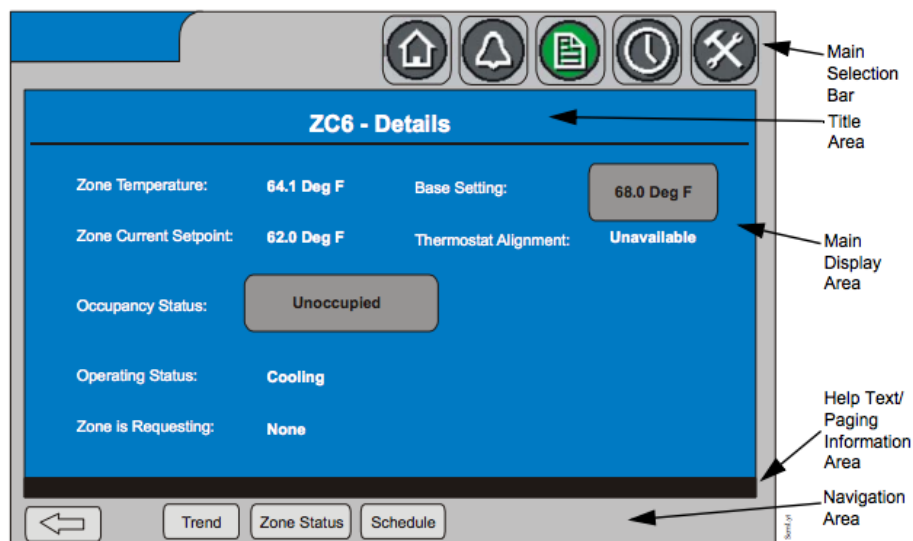 Main
Selection
Bar
ZC6 - Details
Title
Area
Zone Temperature: 64.1 Deg F Base Setting: 68.0 Deg F
Zone Current Setpoint: 62.0 Deg F Thermostat Alignment: Unavailable
Main
Display
Area
Occupancy Status: Unoccupied
Operating Status: Cooling
Zone is Requesting: None
Help Text/
Paging
Information
Area
Navigation
Area
Trend Zone Status Schedule